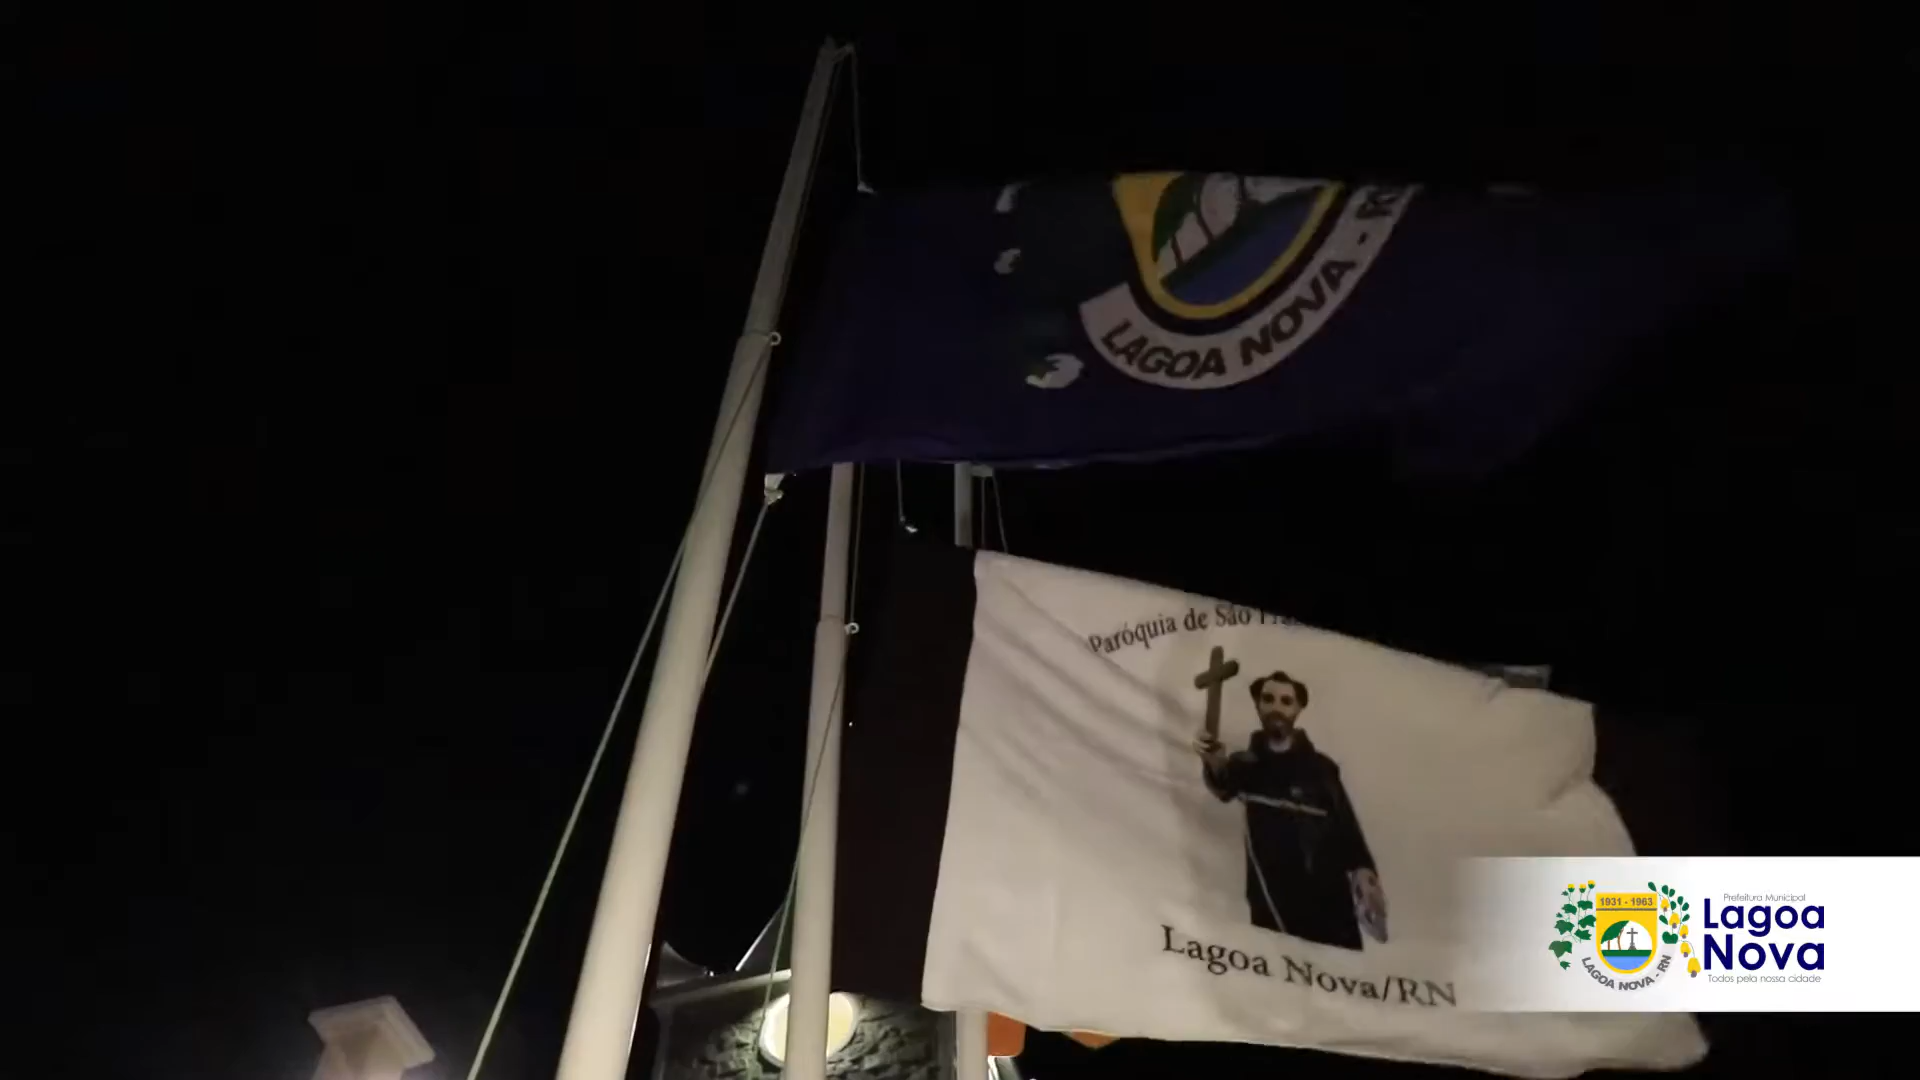 LAGOA NOVA - R
Paróquia de São
Lagoa Nova/RN
1931 - 1963
LAGOA NOVA - RN
Prefeitura Municipal
Lagoa
Nova
Todos pela nossa cidade